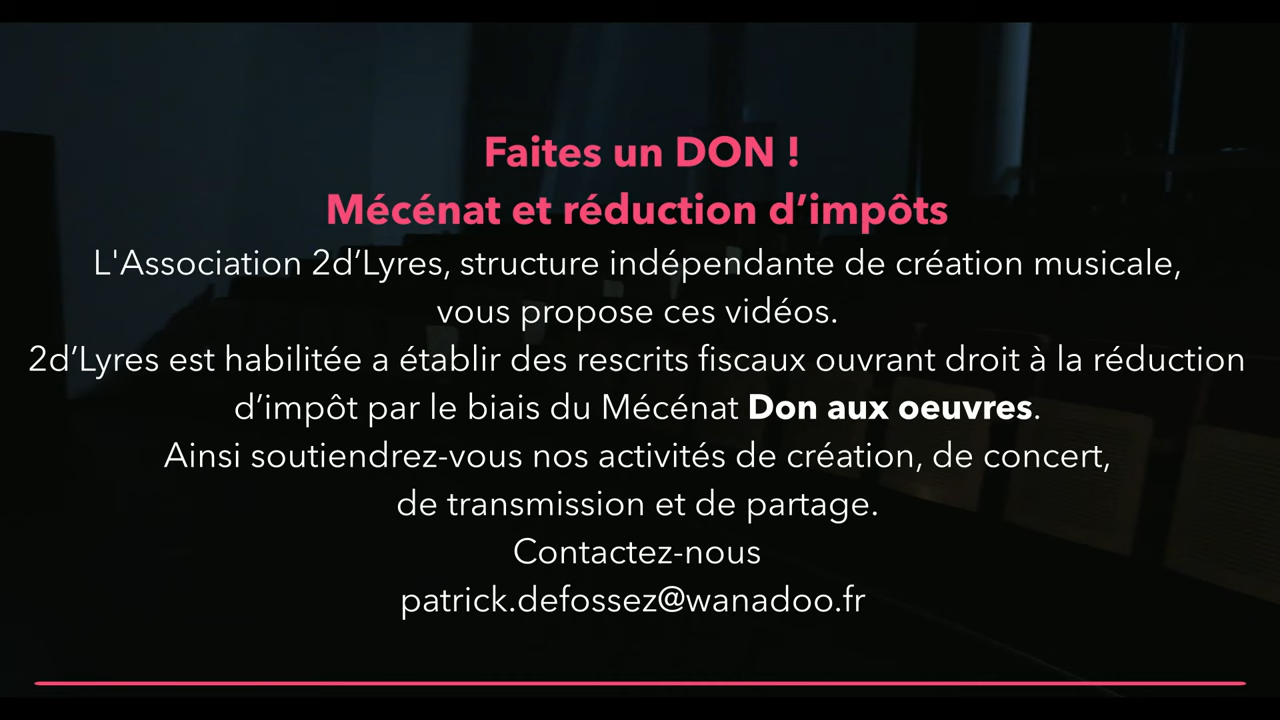 Faites un DON !
Mécénat et réduction d’impôts
L'Association 2d’Lyres, structure indépendante de création musicale,
vous propose ces vidéos.
2d’Lyres est habilitée a établir des rescrits fiscaux ouvrant droit à la réduction
d’impôt par le biais du Mécénat Don aux oeuvres.
Ainsi soutiendrez-vous nos activités de création, de concert,
de transmission et de partage.
Contactez-nous
patrick.defossez@wanadoo.fr